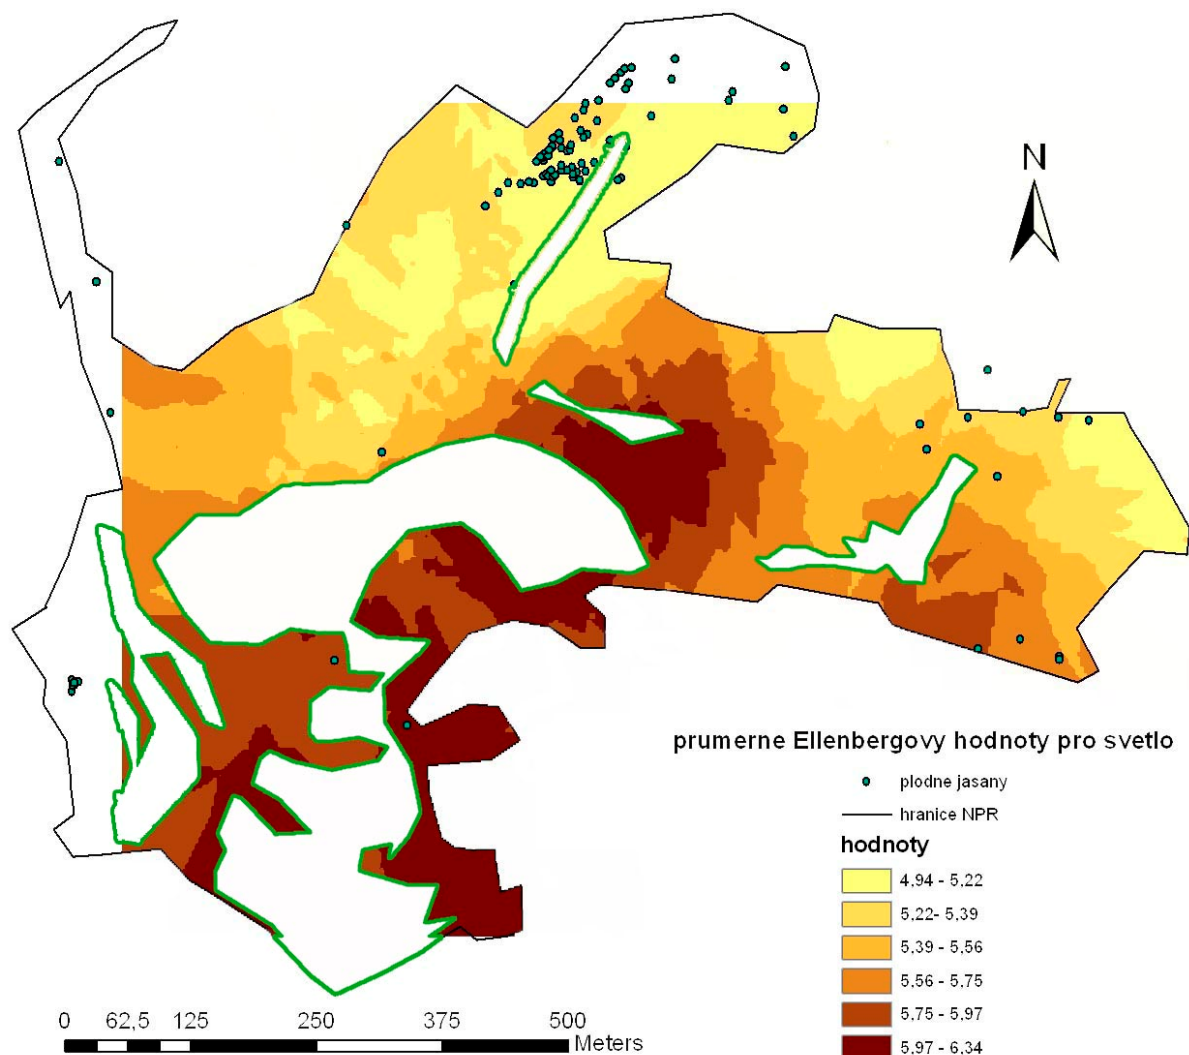 N
prumerne Ellenbergovy hodnoty pro svetlo
plodne jasany
hranice NPR
hodnoty
4,94 - 5,22
5,22- 5,39
5,39 - 5,56
5,56 - 5,75
5,75 - 5,97
5,97 - 6,34
0 62,5 125 250 375 500
Meters